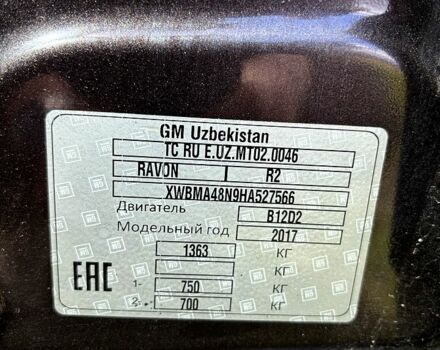 GM Uzbekistan
TC RU E.UZ.MT02.0046
RAVON R2
XWBMA48N9HA527566
Двигатель B12D2
Модельный год 2017
1363 КГ
КГ
1- 750 КГ
2- 700 КГ
EAC